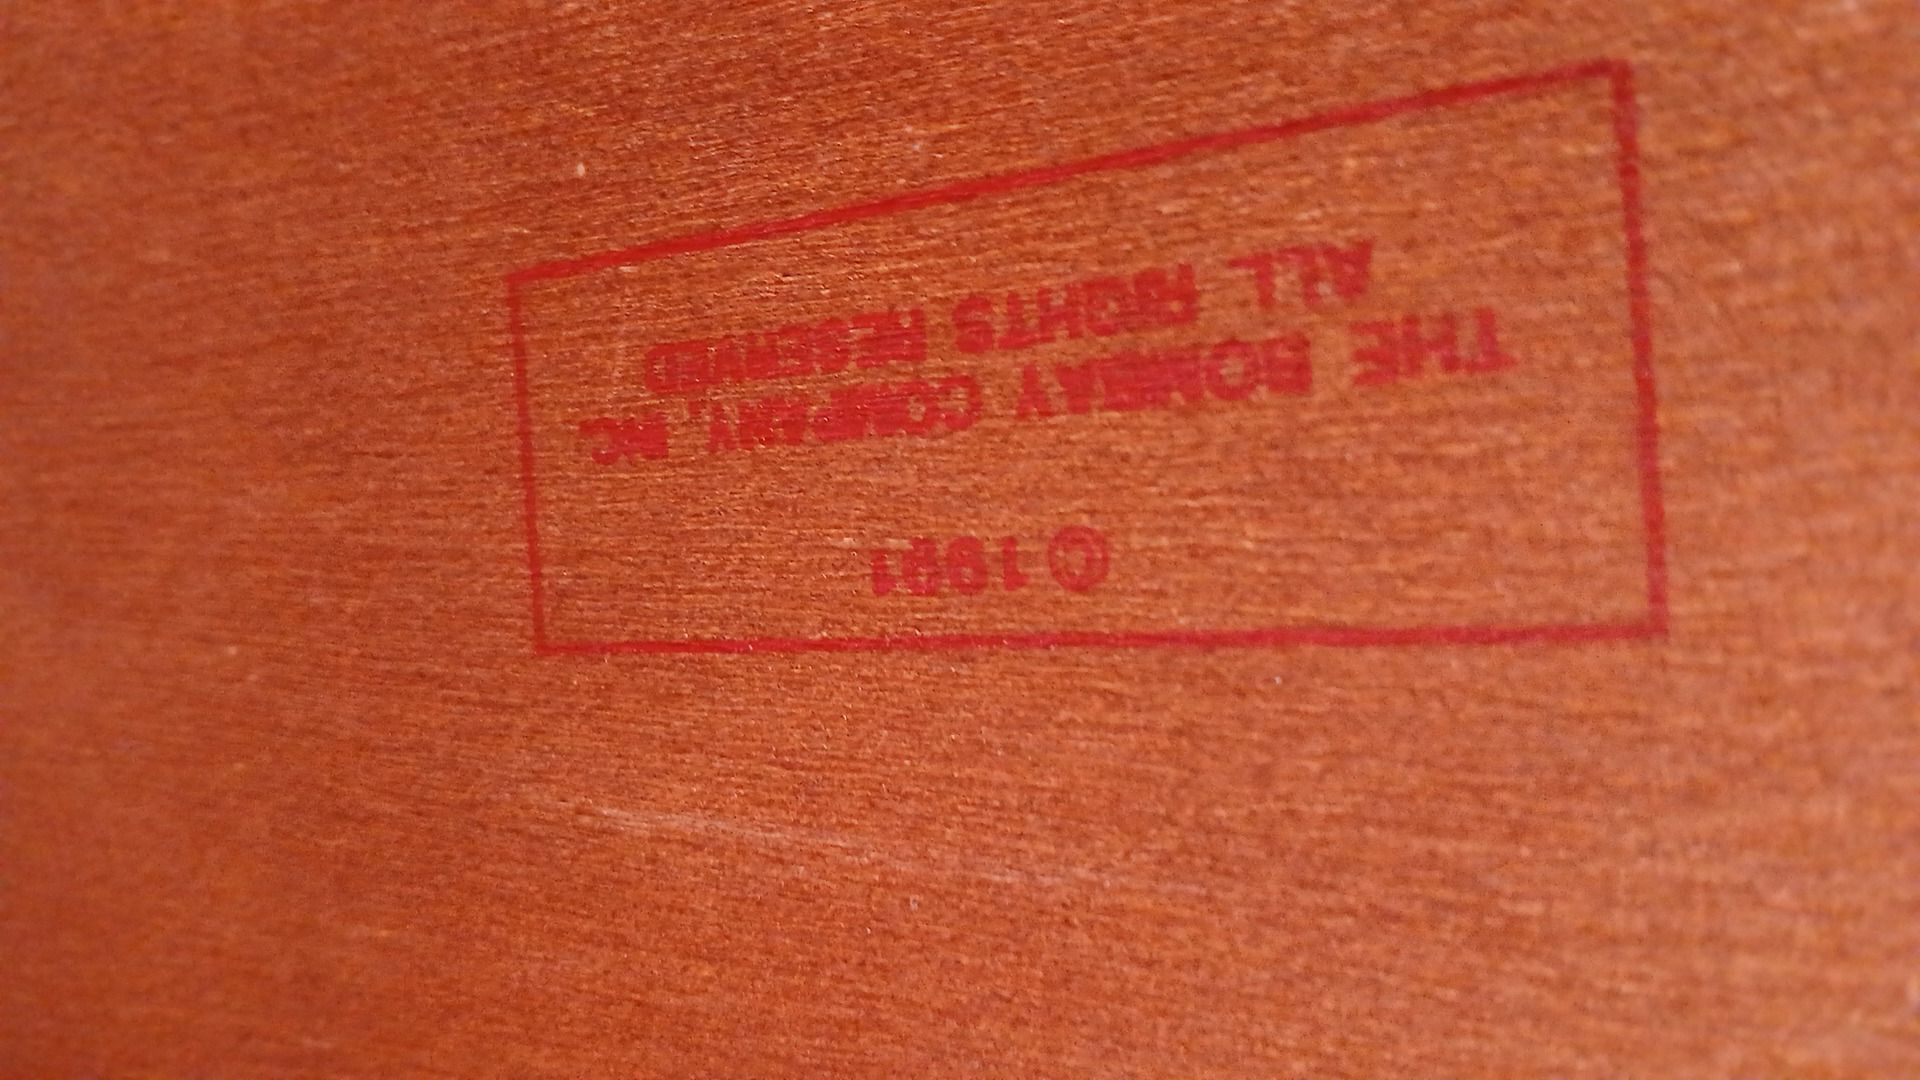 © 1991
THE BOMBAY COMPANY, INC.
ALL RIGHTS RESERVED